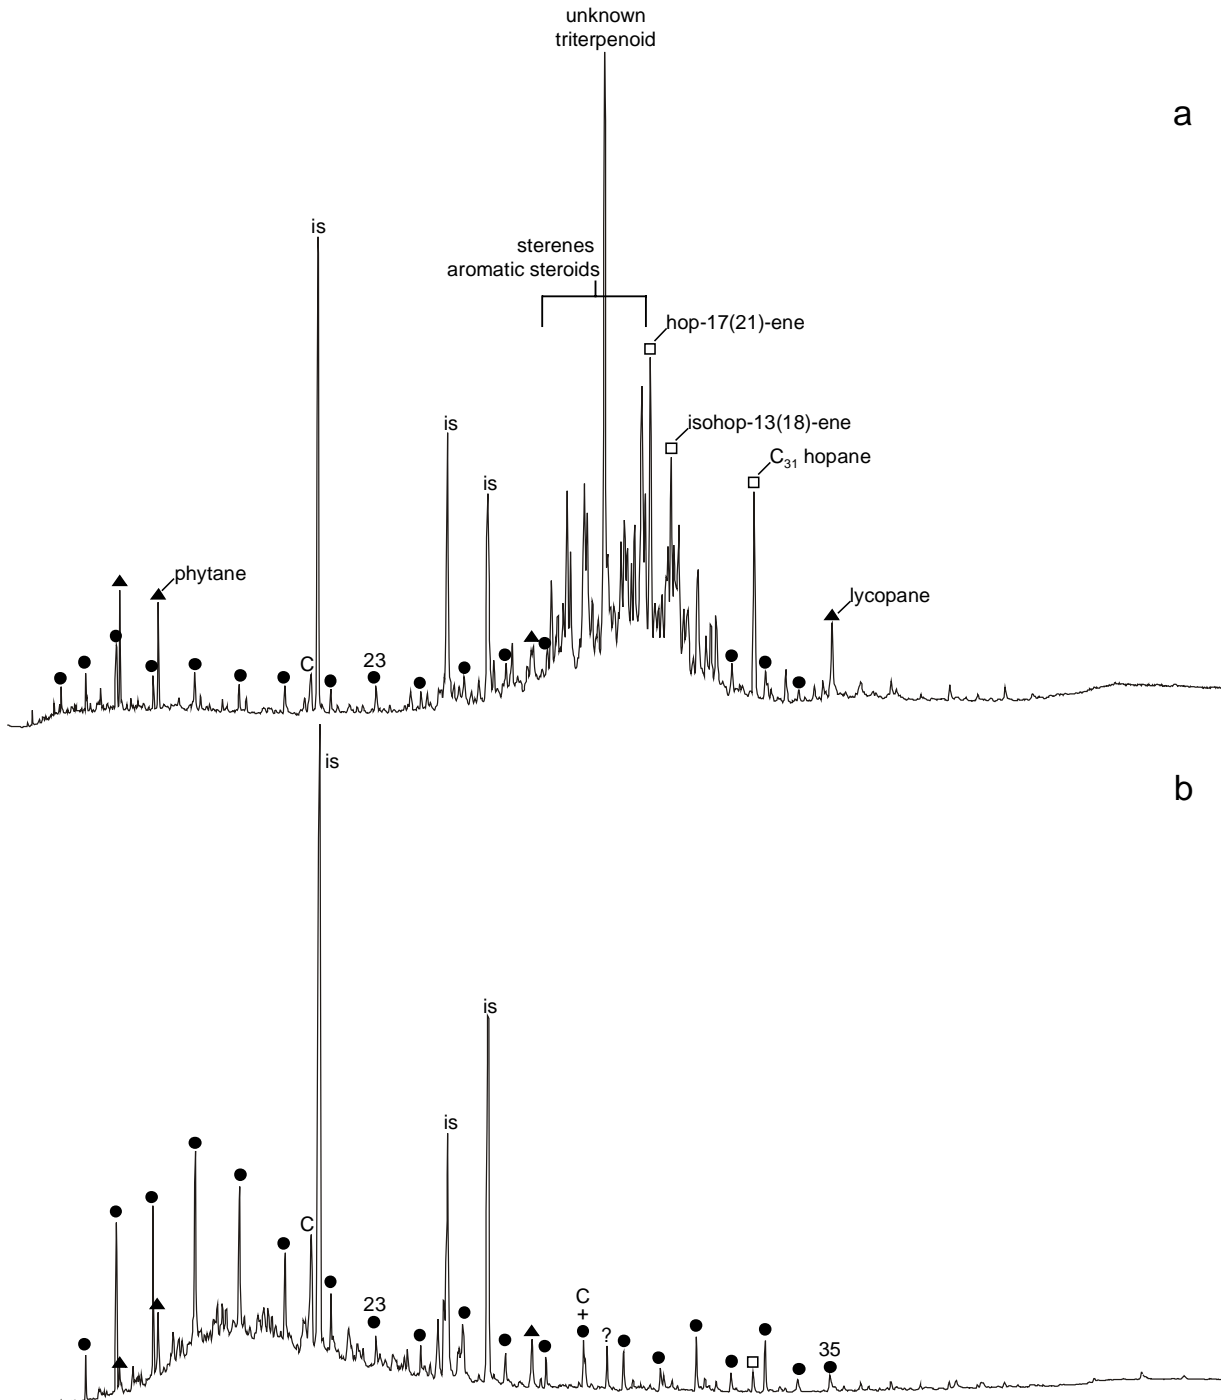 unknown
triterpenoid
a
is
sterenes
aromatic steroids
hop-17(21)-ene
is
isohop-13(18)-ene
C31 hopane
is
phytane
lycopane
C
23
is
b
is
is
C
C
+
23
?
35